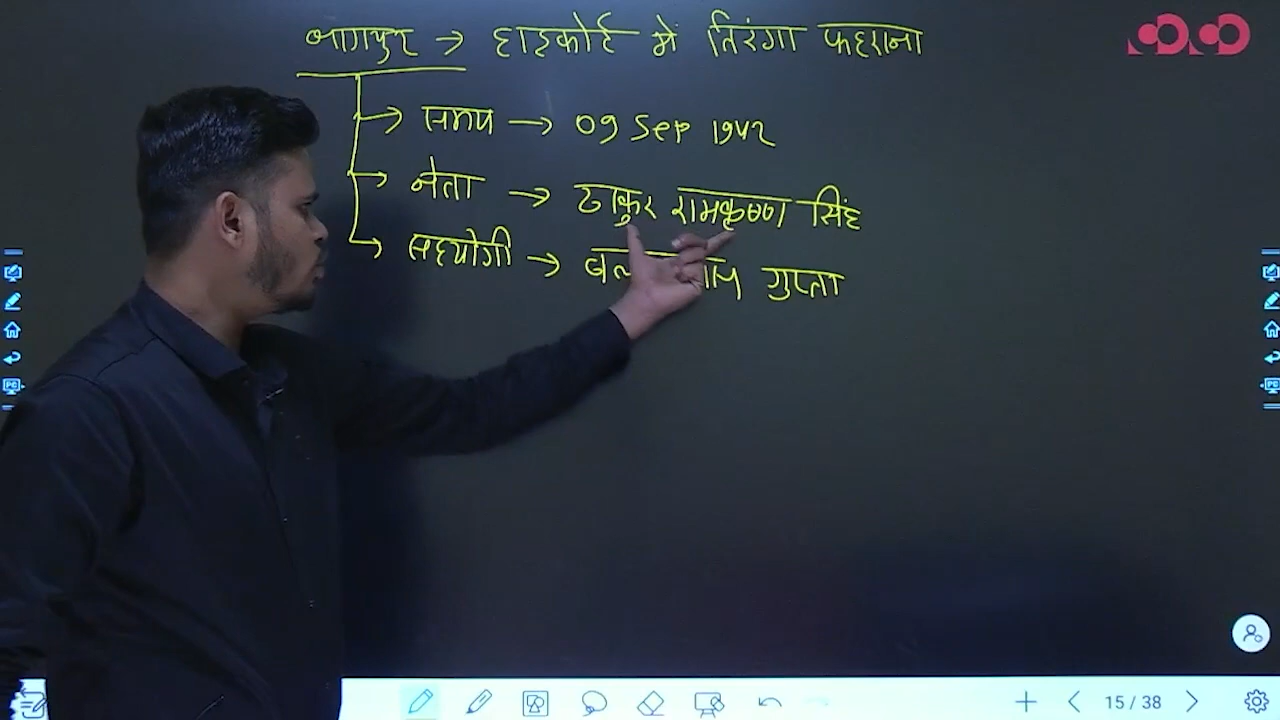 नागपुर → हाइकोर्ट में तिरंगा फहराना
→ समय → 09 Sep 1942
→ नेता → ठाकुर रामकृष्ण सिंह
→ सहयोगी → गुप्ता
15 / 38